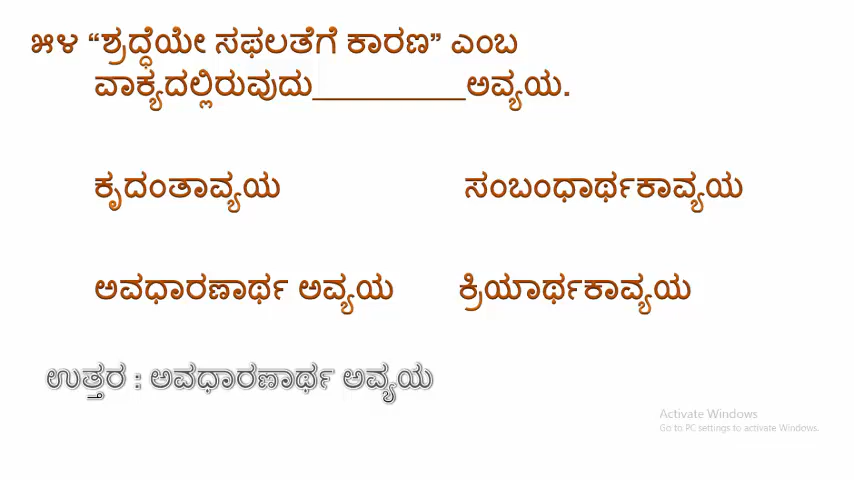 ೫೪ “ಶ್ರದ್ಧೆಯೇ ಸಫಲತೆಗೆ ಕಾರಣ” ಎಂಬ
ವಾಕ್ಯದಲ್ಲಿರುವುದು_________ಅವ್ಯಯ.
ಕೃದಂತಾವ್ಯಯ ಸಂಬಂಧಾರ್ಥಕಾವ್ಯಯ
ಅವಧಾರಣಾರ್ಥ ಅವ್ಯಯ ಕ್ರಿಯಾರ್ಥಕಾವ್ಯಯ
ಉತ್ತರ : ಅವಧಾರಣಾರ್ಥ ಅವ್ಯಯ
Activate Windows
Go to PC settings to activate Windows.